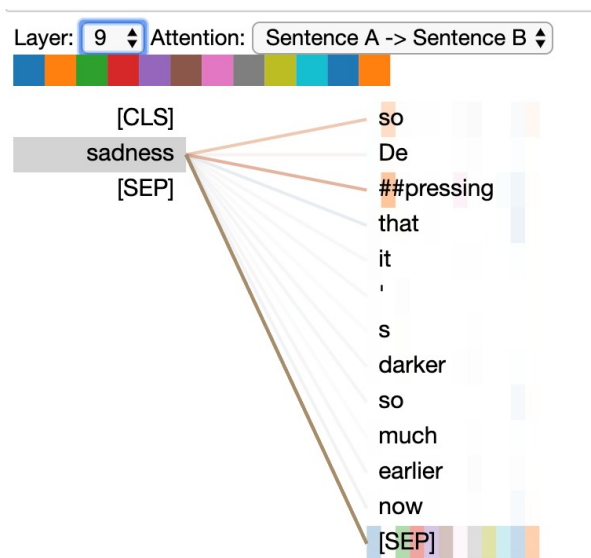 Layer: 9 Attention: Sentence A -> Sentence B
[CLS]
sadness
[SEP]
so
De
##pressing
that
it
'
s
darker
so
much
earlier
now
[SEP]